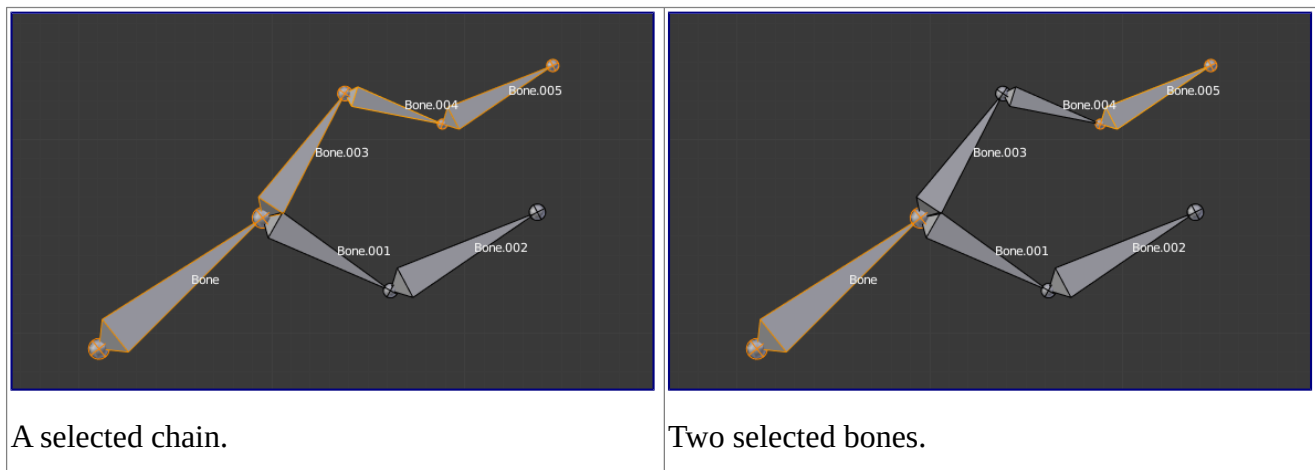 Bone.005
Bone.004
Bone.003
Bone.002
Bone.001
Bone
A selected chain.
Bone.005
Bone.004
Bone.003
Bone.002
Bone.001
Bone
Two selected bones.